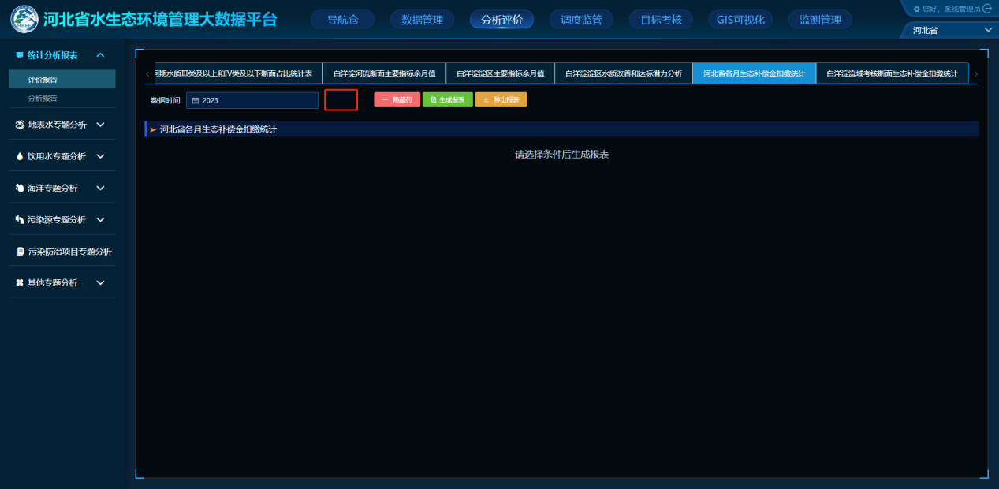 河北省水生态环境管理大数据平台
导航仓
数据管理
分析评价
调度监管
目标考核
GIS可视化
监测管理
您好，系统管理员
河北省
统计分析报表
评价报告
分析报告
地表水专题分析
饮用水专题分析
海洋专题分析
污染源专题分析
污染防治项目专题分析
其他专题分析
同期水质Ⅲ类及以上和Ⅳ类及以下断面占比统计表
白洋淀河流断面主要指标余月值
白洋淀淀区主要指标余月值
白洋淀淀区水质改善和达标潜力分析
河北省各月生态补偿金扣缴统计
白洋淀流域考核断面生态补偿金扣缴统计
数据时间
2023
隐藏列
生成报表
导出报表
河北省各月生态补偿金扣缴统计
请选择条件后生成报表